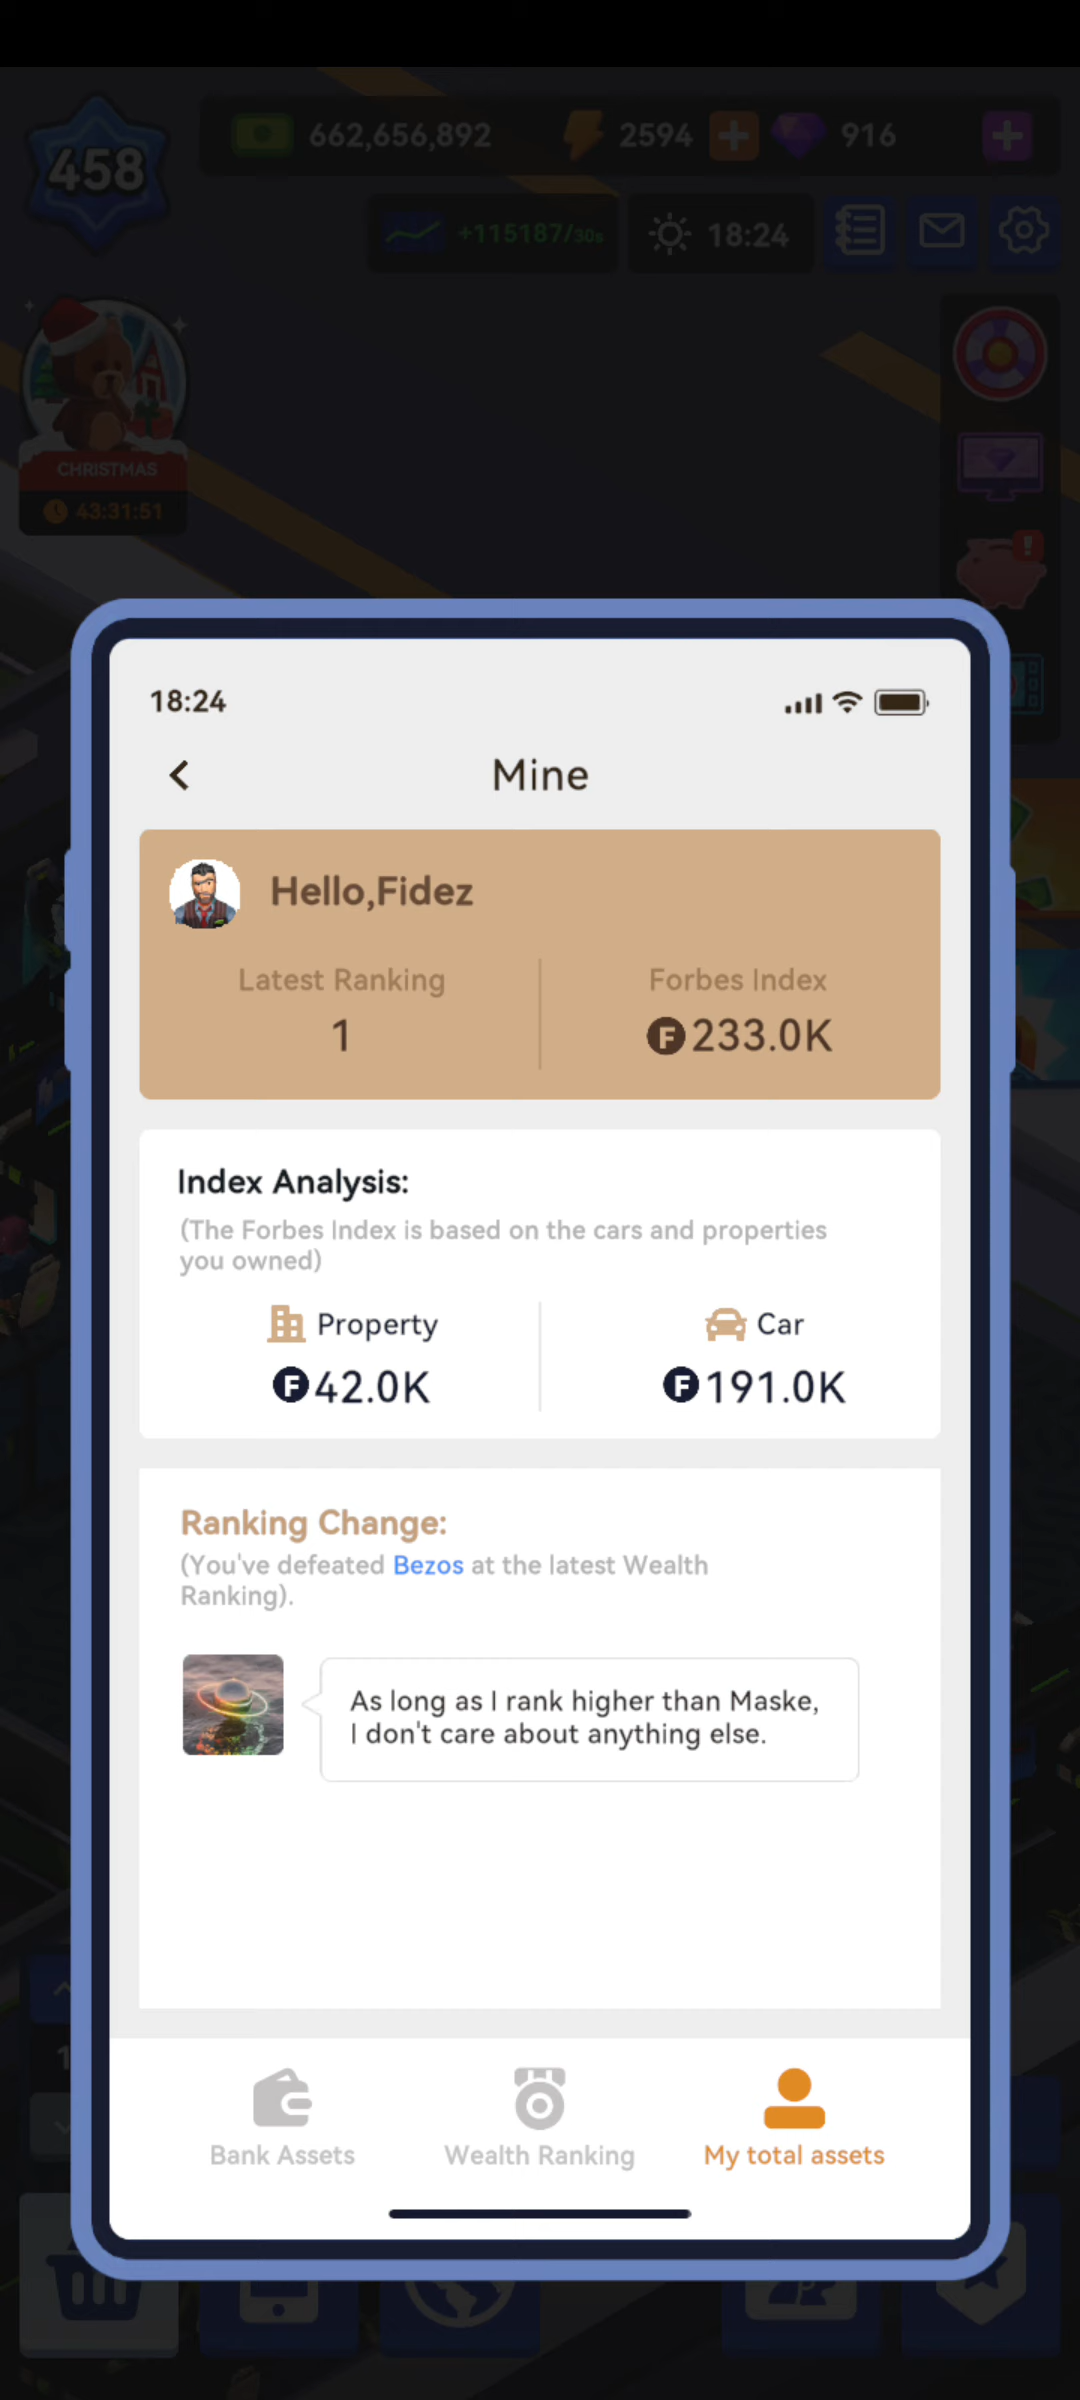 458
662,656,892
2594
916
+115187/30s
18:24
CHRISTMAS
43:31:51
18:24
Mine
Hello,Fidez
Latest Ranking
Forbes Index
1
F 233.0K
Index Analysis:
(The Forbes Index is based on the cars and properties
you owned)
Property
Car
F 42.0K
F 191.0K
Ranking Change:
(You've defeated Bezos at the latest Wealth
Ranking).
As long as I rank higher than Maske,
I don't care about anything else.
Bank Assets
Wealth Ranking
My total assets